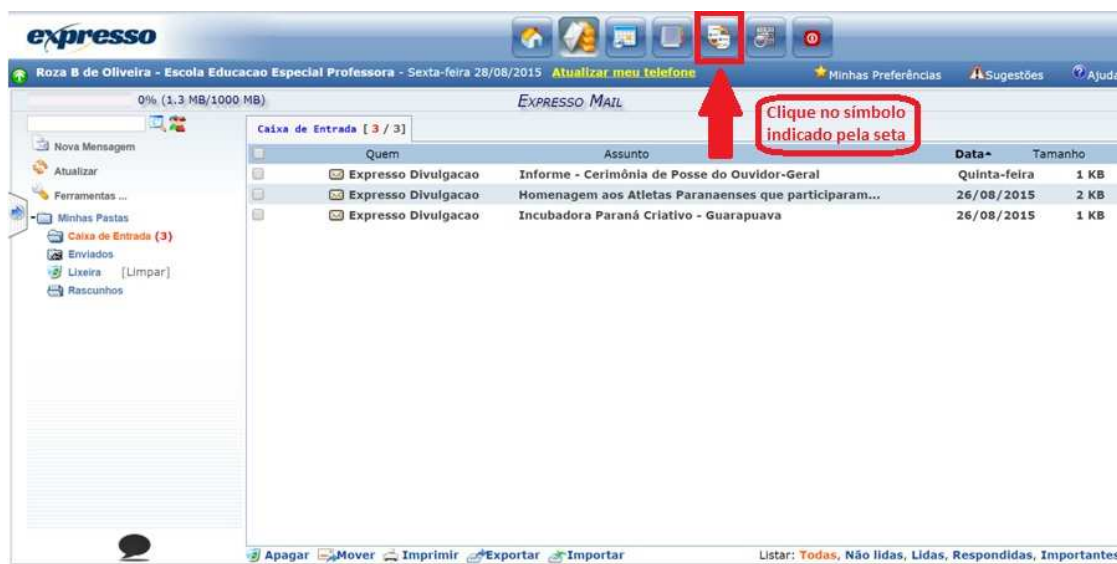 expresso
Roza B de Oliveira - Escola Educacao Especial Professora - Sexta-feira 28/08/2015 Atualizar meu telefone Minhas Preferências Sugestões Ajuda
0% (1.3 MB/1000 MB) EXPRESSO MAIL
Clique no símbolo
indicado pela seta
Caixa de Entrada [ 3 / 3]
Nova Mensagem
Quem Assunto Data Tamanho
Atualizar
Expresso Divulgacao Informe - Cerimônia de Posse do Ouvidor-Geral Quinta-feira 1 KB
Ferramentas ...
Expresso Divulgacao Homenagem aos Atletas Paranaenses que participaram... 26/08/2015 2 KB
Minhas Pastas
Expresso Divulgacao Incubadora Paraná Criativo - Guarapuava 26/08/2015 1 KB
Caixa de Entrada (3)
Enviados
Lixeira [Limpar]
Rascunhos
Apagar Mover Imprimir Exportar Importar Listar: Todas, Não lidas, Lidas, Respondidas, Importantes